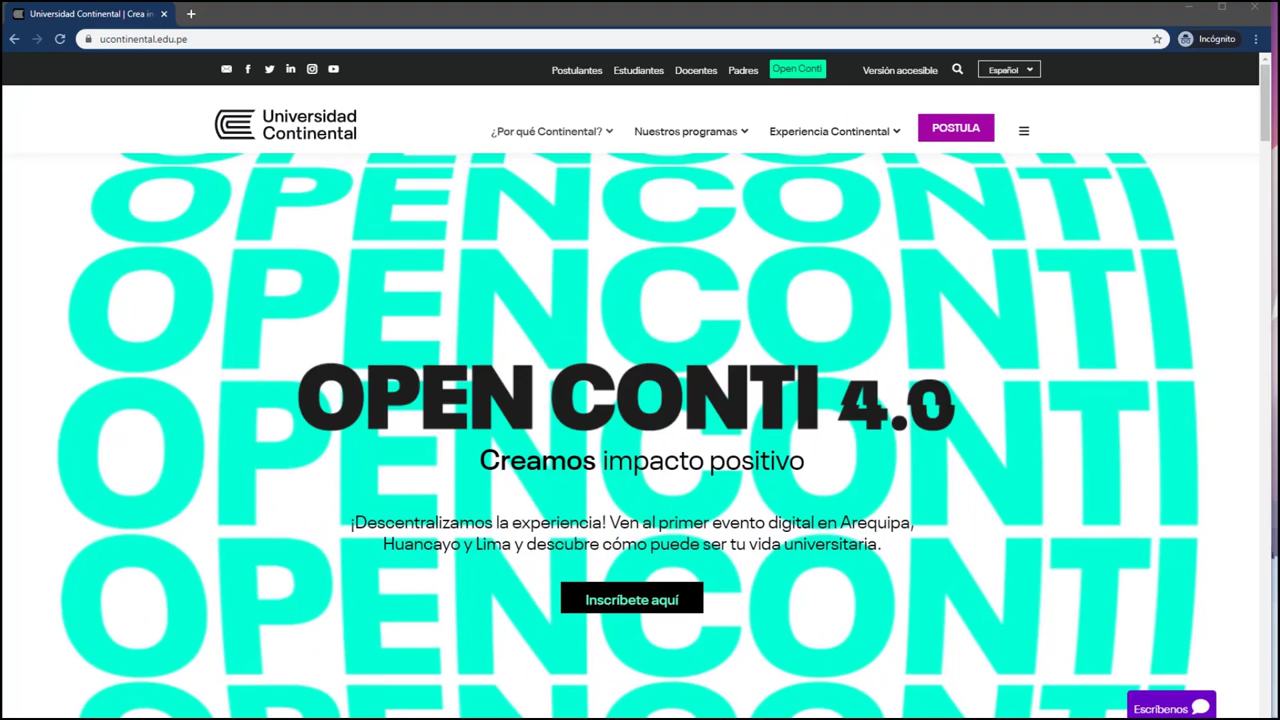 Universidad Continental | Crea in
ucontinental.edu.pe
Incógnito
Postulantes Estudiantes Docentes Padres Open Conti Versión accesible Español
Universidad
Continental
¿Por qué Continental? Nuestros programas Experiencia Continental POSTULA
OPENCONTI
OPENCONTI
OPEN CONTI 4.0
Creamos impacto positivo
¡Descentralizamos la experiencia! Ven al primer evento digital en Arequipa,
Huancayo y Lima y descubre cómo puede ser tu vida universitaria.
OPENCONTI
Inscríbete aquí
OPENCONTI
Escríbenos